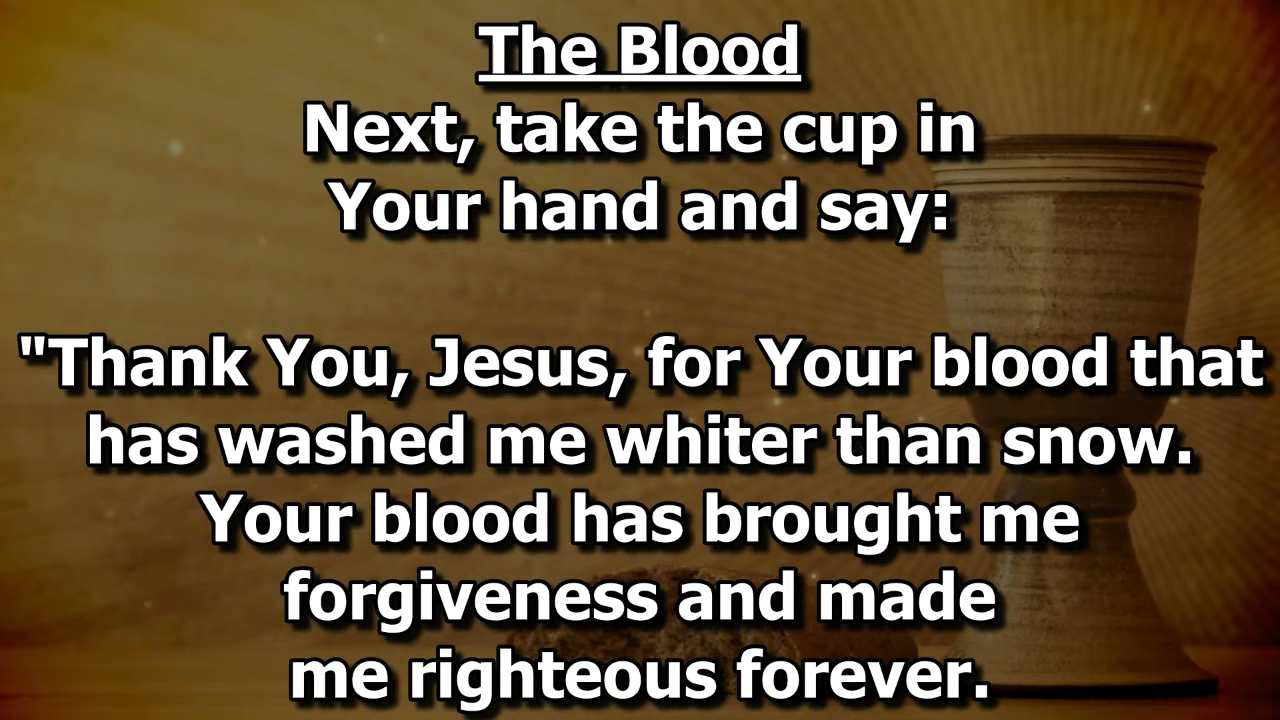 The Blood
Next, take the cup in
Your hand and say:
"Thank You, Jesus, for Your blood that
has washed me whiter than snow.
Your blood has brought me
forgiveness and made
me righteous forever.